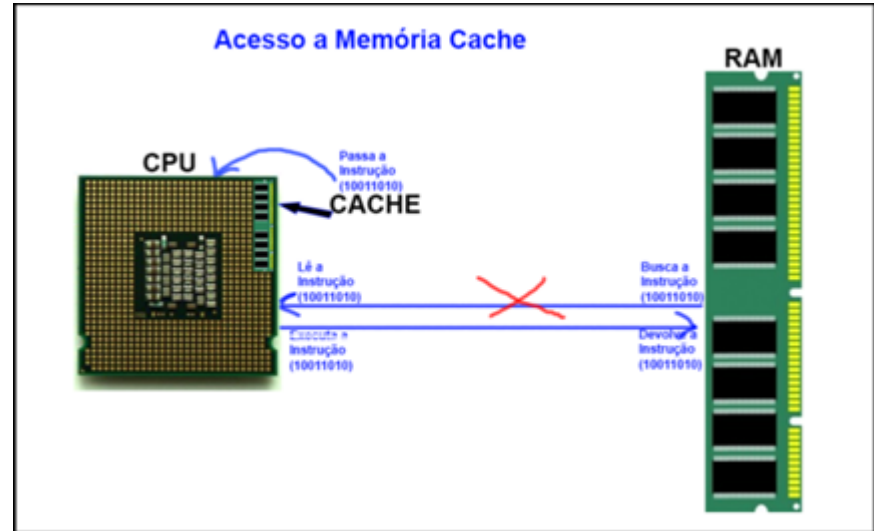 Acesso a Memória Cache
RAM
CPU
Passa a
Instrução
(10011010)
CACHE
Lê a
Instrução
(10011010)
Busca a
Instrução
(10011010)
Executa a
Instrução
(10011010)
Devolve a
Instrução
(10011010)